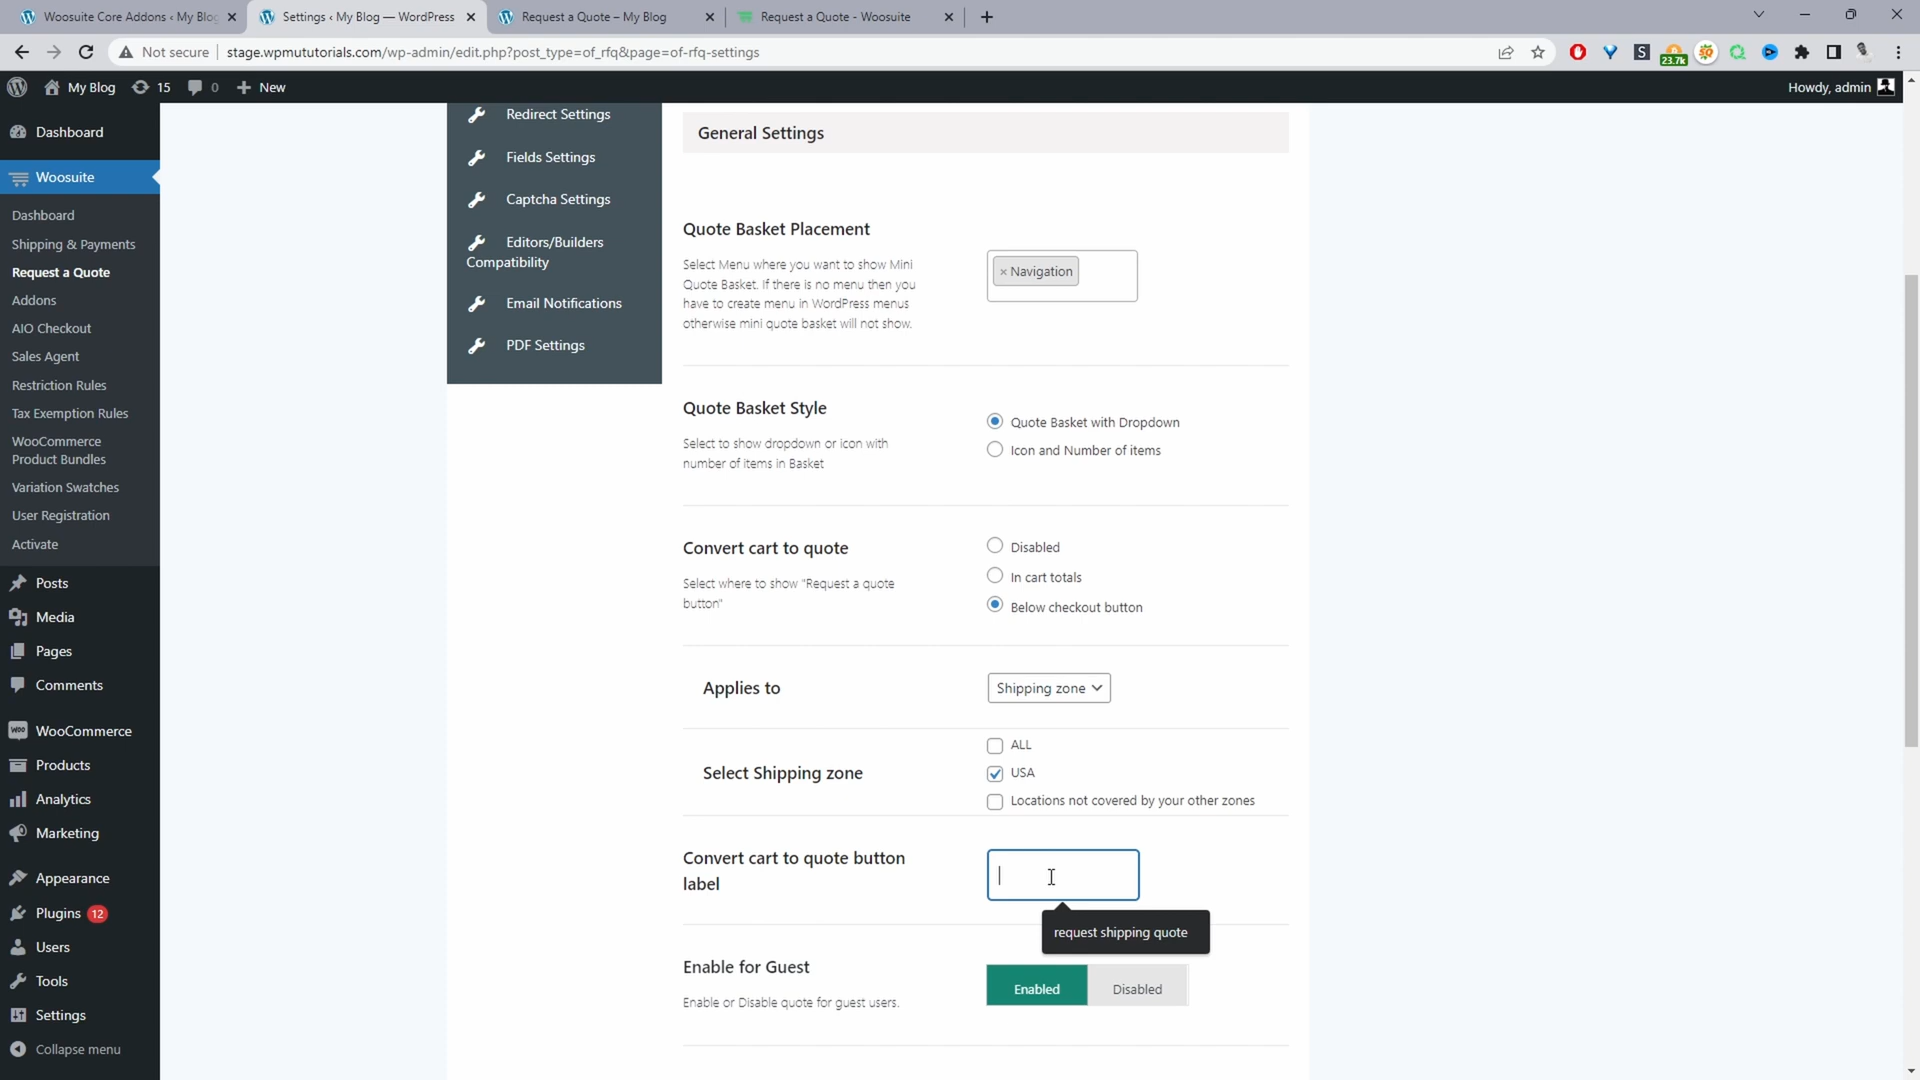 Woosuite Core Addons ‹ My Blog
Settings ‹ My Blog — WordPress
Request a Quote – My Blog
Request a Quote - Woosuite
Not secure
stage.wpmututorials.com/wp-admin/edit.php?post_type=of_rfq&page=of-rfq-settings
23.7k
My Blog
15
0
New
Howdy, admin
Dashboard
Woosuite
Dashboard
Shipping & Payments
Request a Quote
Addons
AIO Checkout
Sales Agent
Restriction Rules
Tax Exemption Rules
WooCommerce
Product Bundles
Variation Swatches
User Registration
Activate
Posts
Media
Pages
Comments
WooCommerce
Products
Analytics
Marketing
Appearance
Plugins 12
Users
Tools
Settings
Collapse menu
Redirect Settings
Fields Settings
Captcha Settings
Editors/Builders
Compatibility
Email Notifications
PDF Settings
General Settings
Quote Basket Placement
Select Menu where you want to show Mini
Quote Basket. If there is no menu then you
have to create menu in WordPress menus
otherwise mini quote basket will not show.
× Navigation
Quote Basket Style
Select to show dropdown or icon with
number of items in Basket
Quote Basket with Dropdown
Icon and Number of items
Convert cart to quote
Select where to show "Request a quote
button"
Disabled
In cart totals
Below checkout button
Applies to
Shipping zone
Select Shipping zone
ALL
USA
Locations not covered by your other zones
Convert cart to quote button
label
request shipping quote
Enable for Guest
Enable or Disable quote for guest users.
Enabled
Disabled